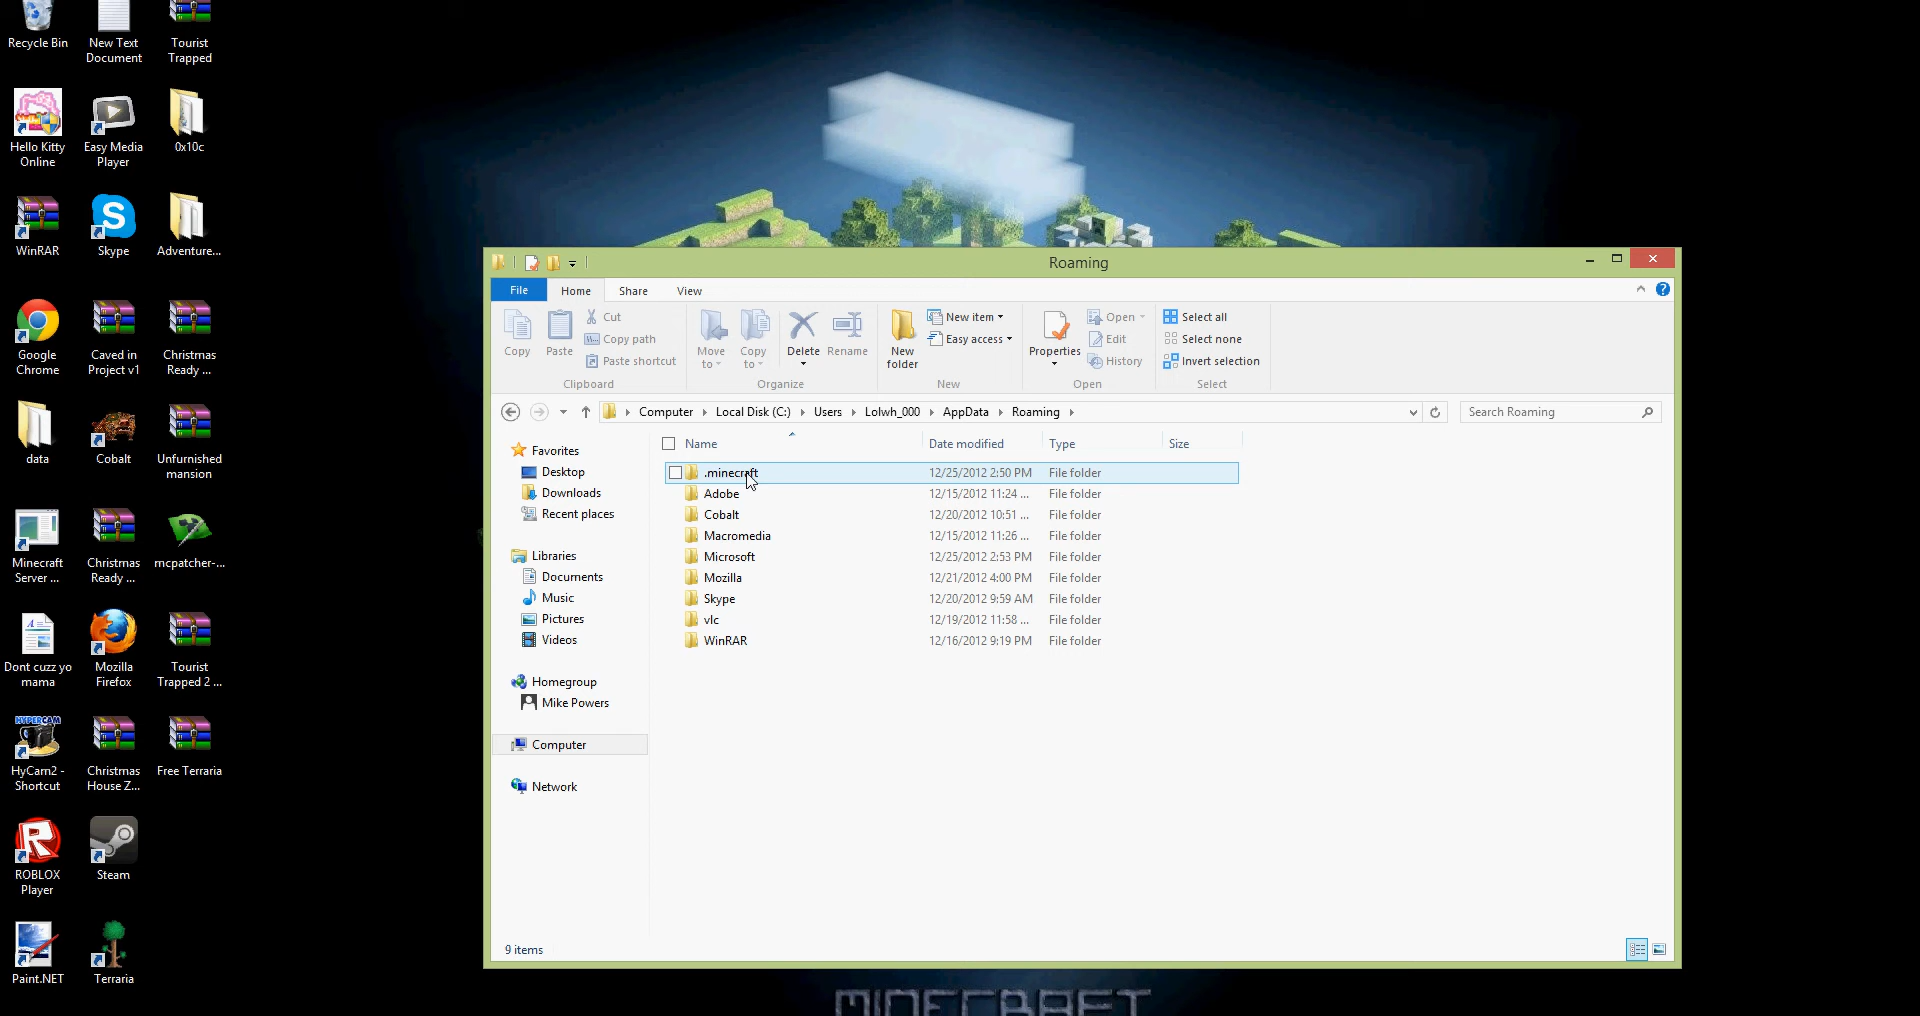 Recycle Bin
New Text
Document
Tourist
Trapped
Hello Kitty
Online
Easy Media
Player
0x10c
WinRAR
Skype
Adventure...
Google
Chrome
Caved in
Project v1
Christmas
Ready ...
data
Cobalt
Unfurnished
mansion
Minecraft
Server ...
Christmas
Ready ...
mcpatcher-...
Dont cuzz yo
mama
Mozilla
Firefox
Tourist
Trapped 2 ...
HYPERCAM
HyCam2 -
Shortcut
Christmas
House Z...
Free Terraria
ROBLOX
Player
Steam
Paint.NET
Terraria
Roaming
File
Home
Share
View
Copy
Paste
Cut
Copy path
Paste shortcut
Clipboard
Move
to
Copy
to
Delete
Rename
Organize
New
folder
New item
Easy access
New
Properties
Open
Edit
History
Open
Select all
Select none
Invert selection
Select
Computer
Local Disk (C:)
Users
Lolwh_000
AppData
Roaming
Search Roaming
Favorites
Desktop
Downloads
Recent places
Libraries
Documents
Music
Pictures
Videos
Homegroup
Mike Powers
Computer
Network
Name Date modified Type Size
.minecraft 12/25/2012 2:50 PM File folder
Adobe 12/15/2012 11:24 ... File folder
Cobalt 12/20/2012 10:51 ... File folder
Macromedia 12/15/2012 11:26 ... File folder
Microsoft 12/25/2012 2:53 PM File folder
Mozilla 12/21/2012 4:00 PM File folder
Skype 12/20/2012 9:59 AM File folder
vlc 12/19/2012 11:58 ... File folder
WinRAR 12/16/2012 9:19 PM File folder
9 items
MINECRAFT